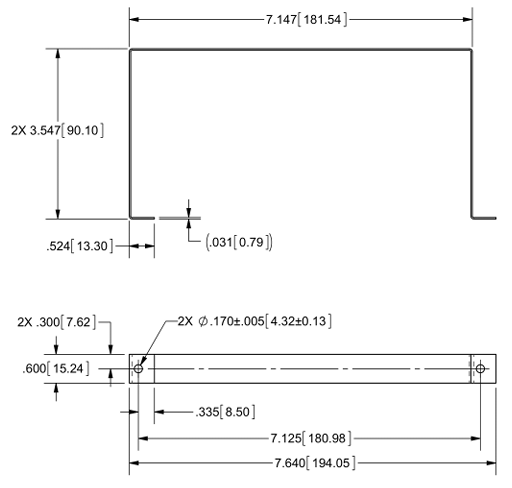 7.147[181.54]
2X 3.547[90.10]
.524[13.30]
(.031[0.79])
2X .300[7.62]
2X Ø.170±.005[4.32±0.13]
.600[15.24]
.335[8.50]
7.125[180.98]
7.640[194.05]